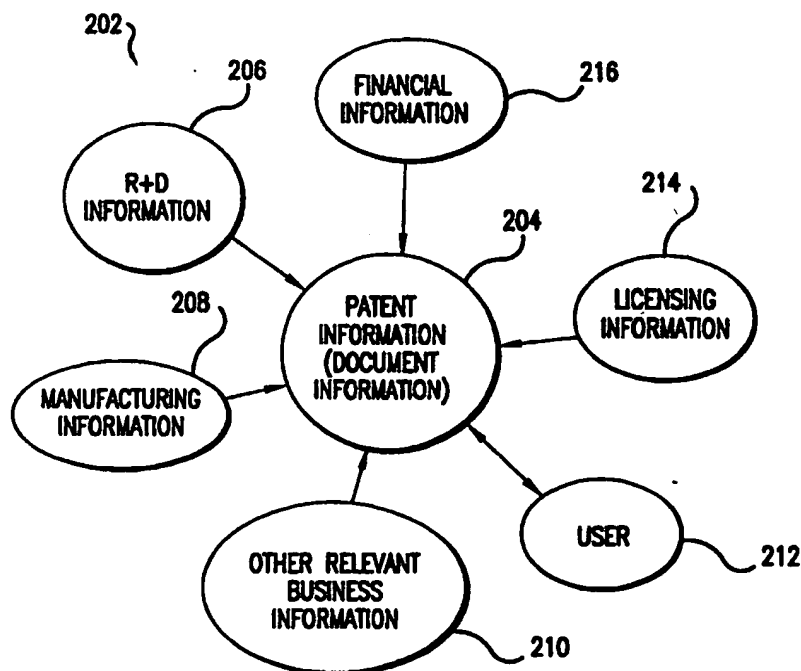 202
206
R+D
INFORMATION
FINANCIAL
INFORMATION
216
214
LICENSING
INFORMATION
204
PATENT
INFORMATION
(DOCUMENT
INFORMATION)
208
MANUFACTURING
INFORMATION
OTHER RELEVANT
BUSINESS
INFORMATION
210
USER
212